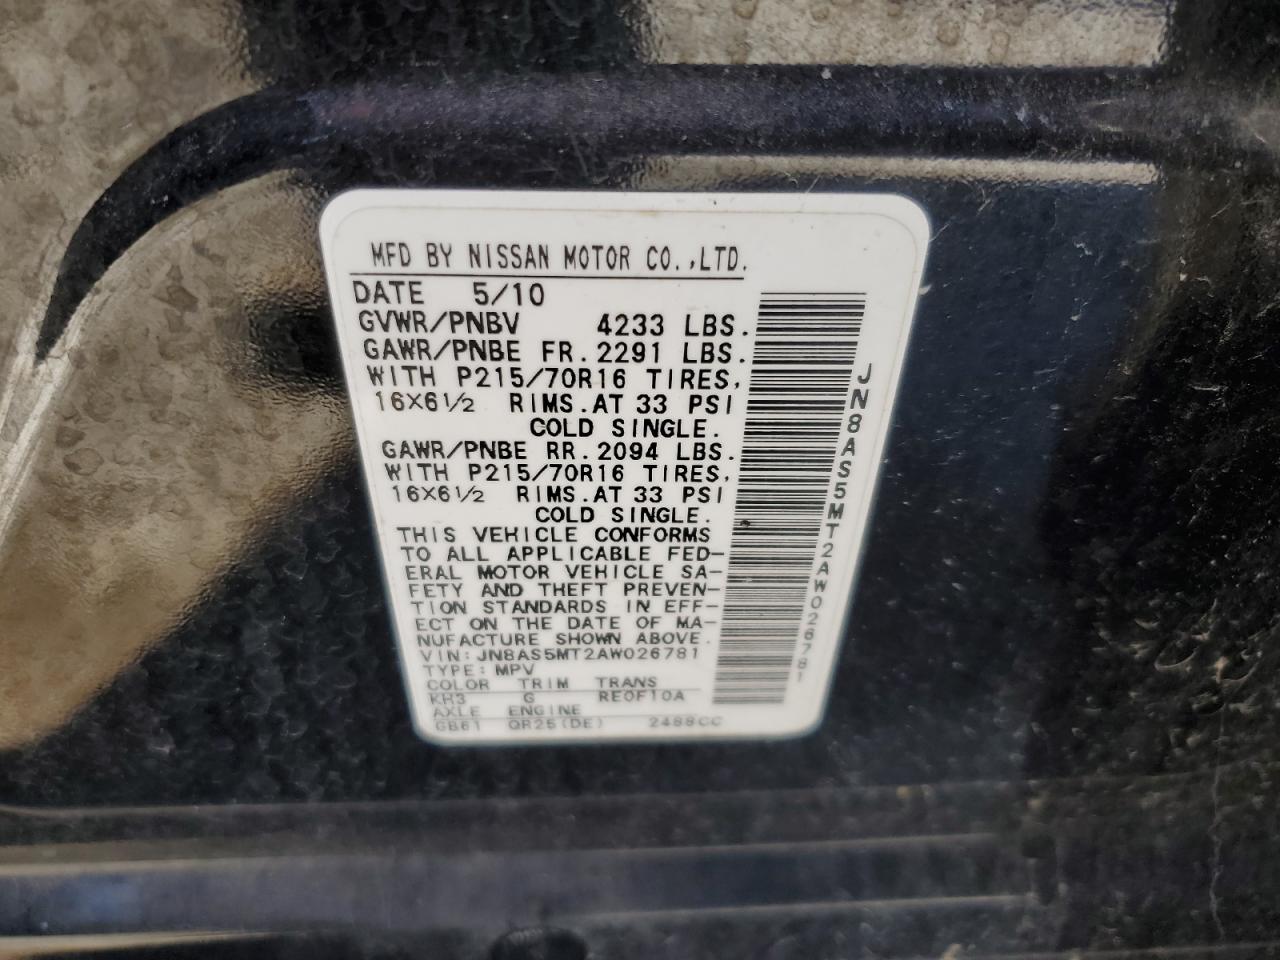 MFD BY NISSAN MOTOR CO.,LTD.
DATE 5/10
GVWR/PNBV 4233 LBS.
GAWR/PNBE FR.2291 LBS.
WITH P215/70R16 TIRES,
16X6½ RIMS.AT 33 PSI
COLD SINGLE.
GAWR/PNBE RR.2094 LBS.
WITH P215/70R16 TIRES,
16X6½ RIMS.AT 33 PSI
COLD SINGLE.
THIS VEHICLE CONFORMS
TO ALL APPLICABLE FED-
ERAL MOTOR VEHICLE SA-
FETY AND THEFT PREVEN-
TION STANDARDS IN EFF-
ECT ON THE DATE OF MA-
NUFACTURE SHOWN ABOVE.
VIN:JN8AS5MT2AW026781
TYPE:MPV
COLOR TRIM TRANS
KH3 G RE0F10A
AXLE ENGINE
GB61 QR25(DE) 2488CC
JN8AS5MT2AW026781